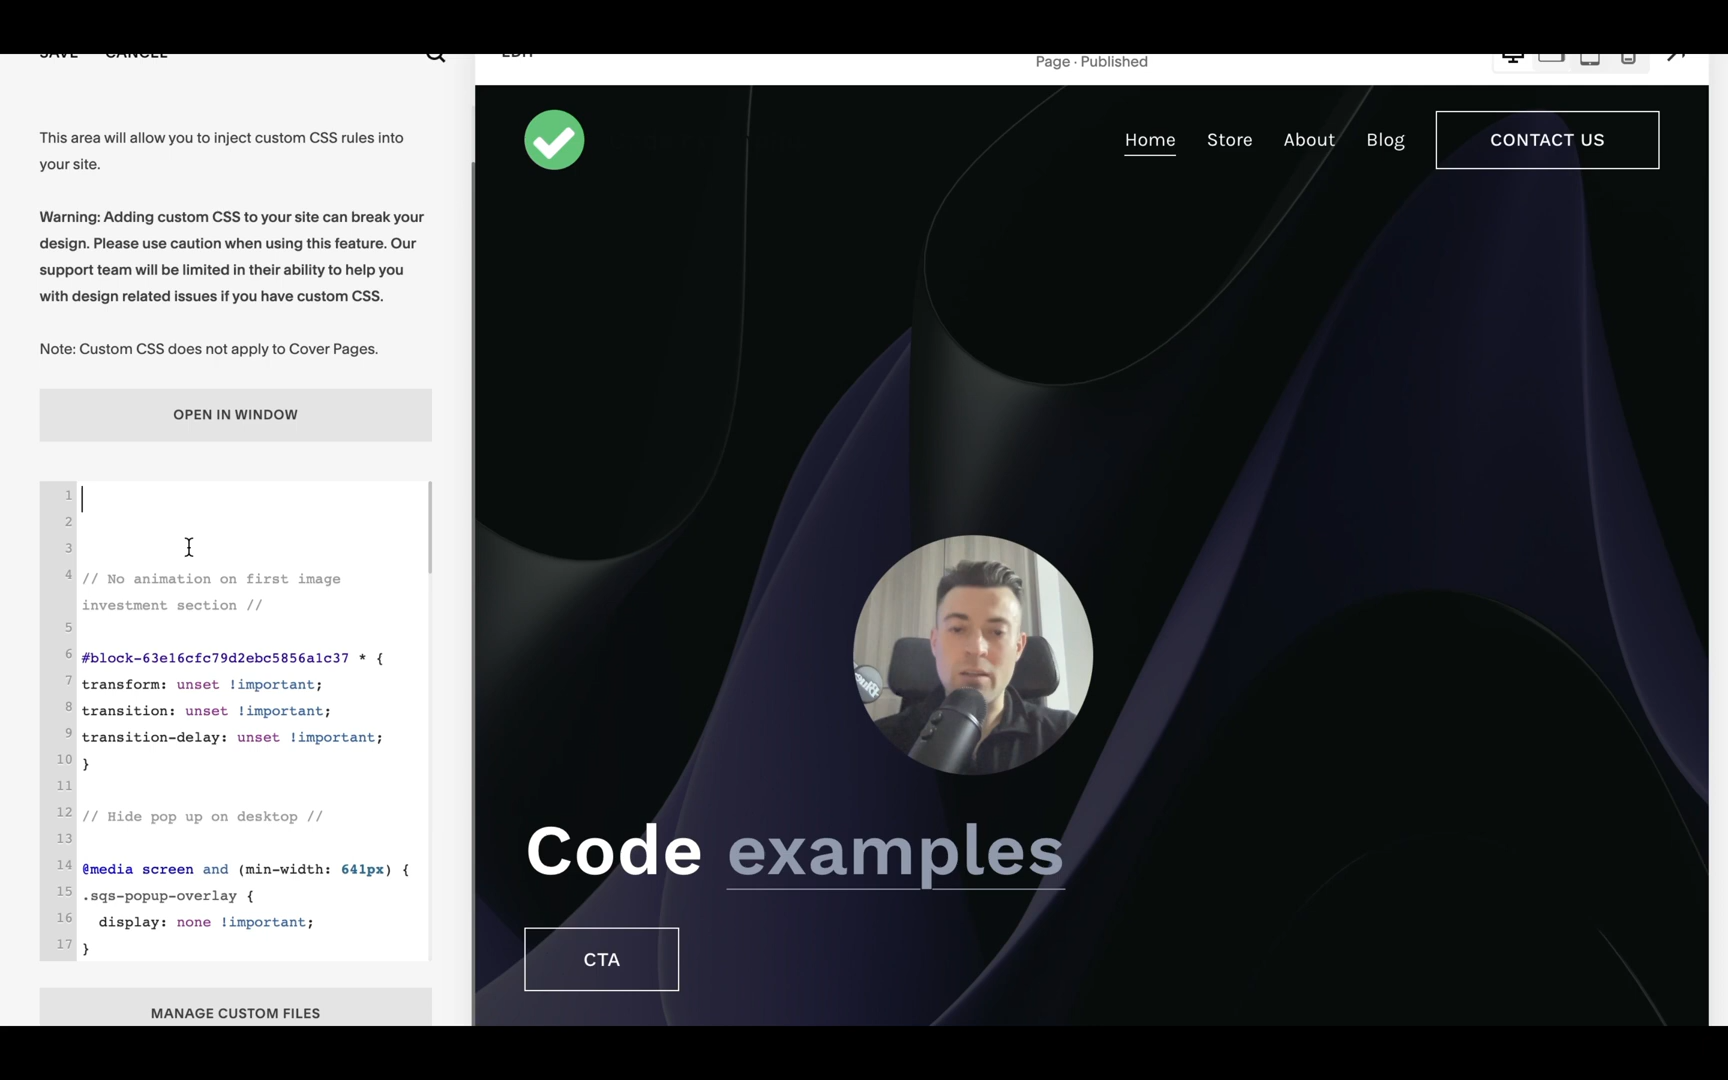 SAVE CANCEL
EDIT
Page · Published
This area will allow you to inject custom CSS rules into
your site.
Warning: Adding custom CSS to your site can break your
design. Please use caution when using this feature. Our
support team will be limited in their ability to help you
with design related issues if you have custom CSS.
Note: Custom CSS does not apply to Cover Pages.
OPEN IN WINDOW
1
2
3
4 // No animation on first image
investment section //
5
6 #block-63e16cfc79d2ebc5856a1c37 * {
7 transform: unset !important;
8 transition: unset !important;
9 transition-delay: unset !important;
10 }
11
12 // Hide pop up on desktop //
13
14 @media screen and (min-width: 641px) {
15 .sqs-popup-overlay {
16 display: none !important;
17 }
MANAGE CUSTOM FILES
Home Store About Blog CONTACT US
Code examples
CTA